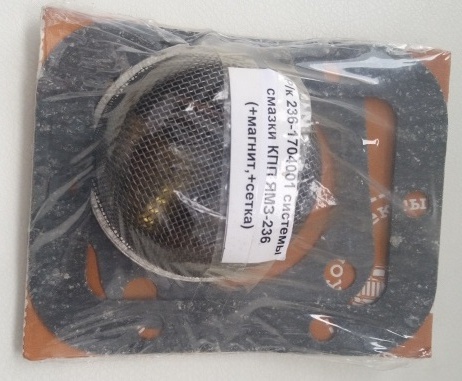 Р/к 236-1704001 системы
смазки КПП ЯМЗ-236
(+магнит,+сетка)